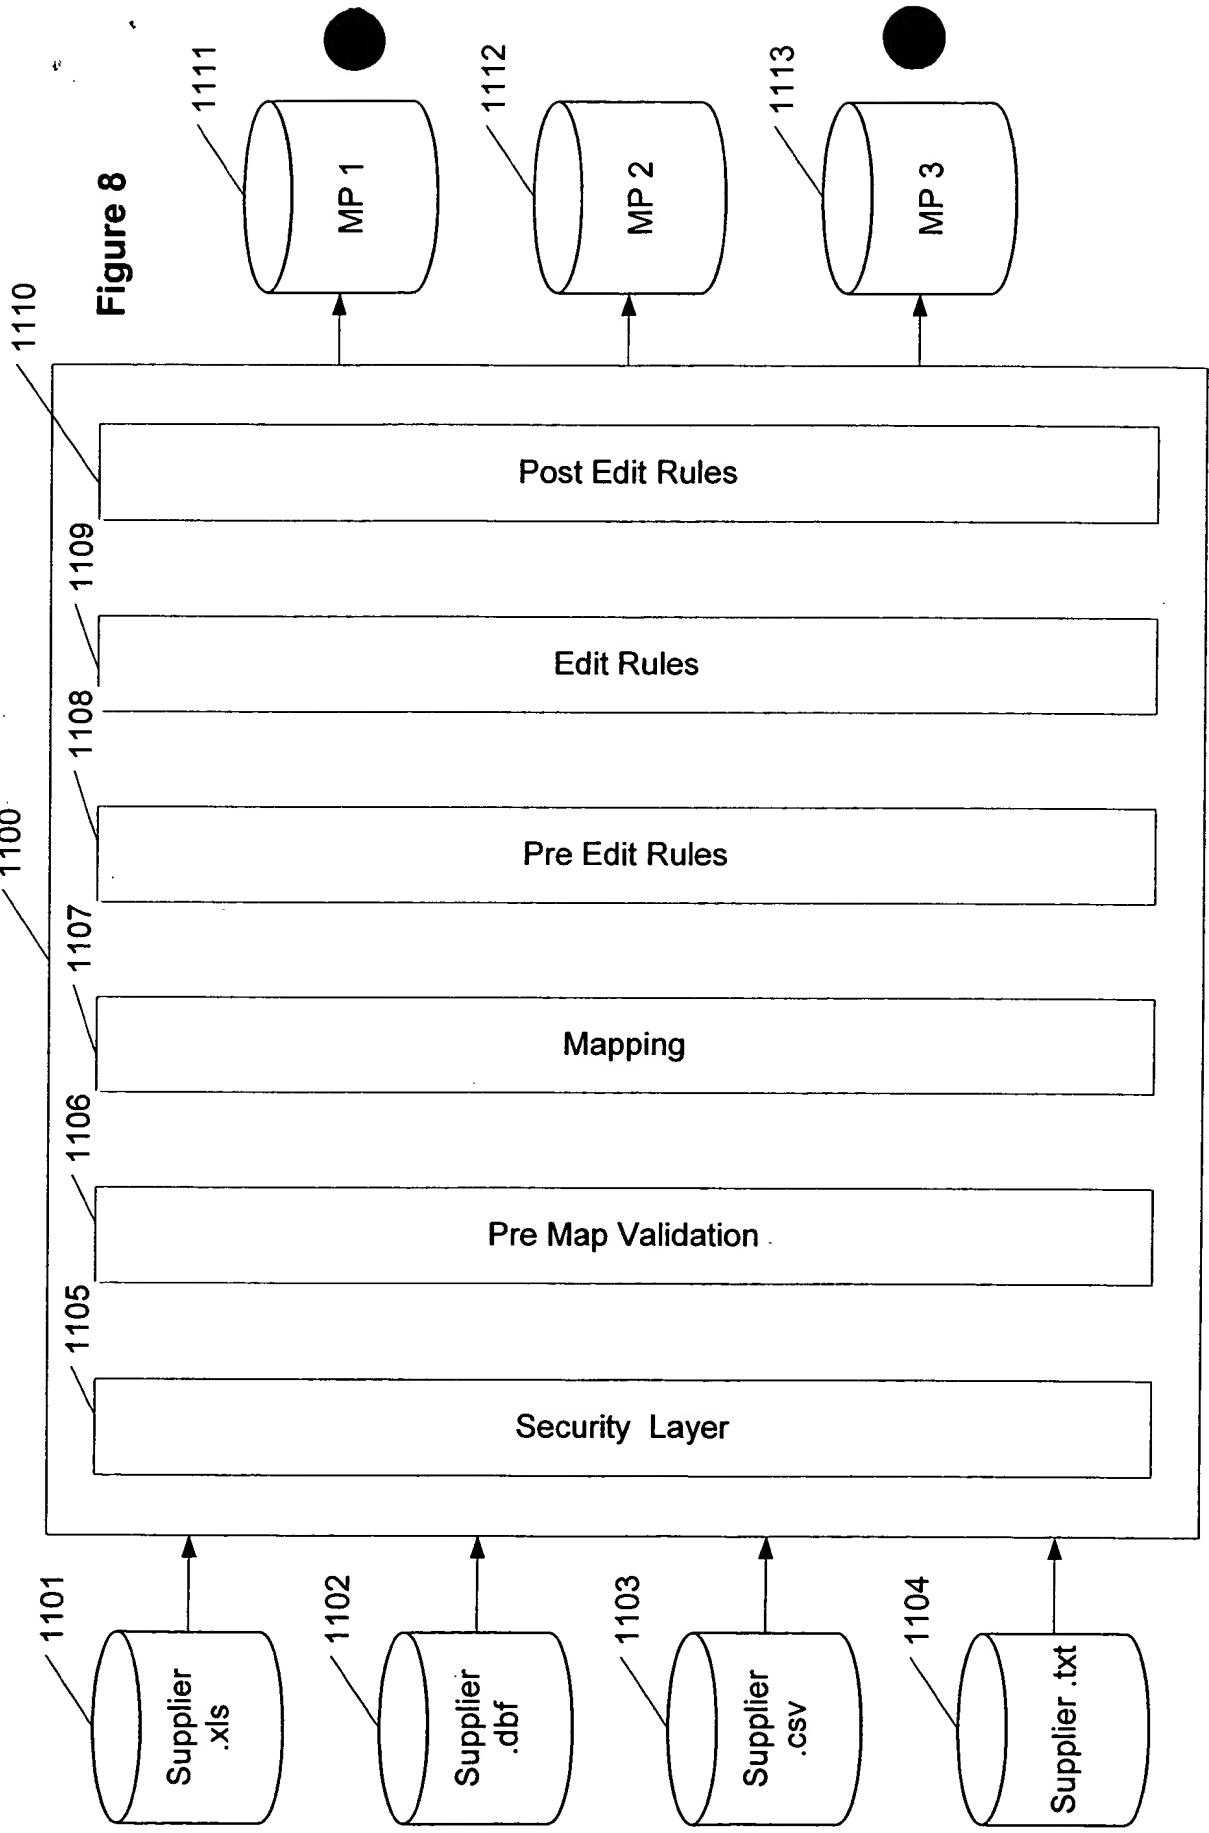 Figure 8
1100
1101
Supplier
.xls
1102
Supplier
.dbf
1103
Supplier
.csv
1104
Supplier .txt
1105
Security Layer
1106
Pre Map Validation
1107
Mapping
1108
Pre Edit Rules
1109
Edit Rules
1110
Post Edit Rules
1111
MP 1
1112
MP 2
1113
MP 3